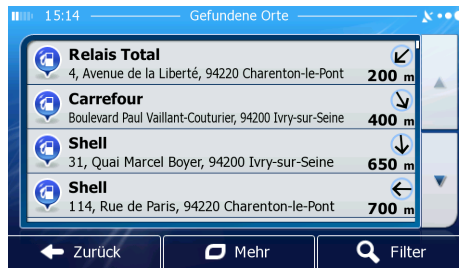 15:14 Gefundene Orte
Relais Total
4, Avenue de la Liberté, 94220 Charenton-le-Pont 200 m
Carrefour
Boulevard Paul Vaillant-Couturier, 94200 Ivry-sur-Seine 400 m
Shell
31, Quai Marcel Boyer, 94200 Ivry-sur-Seine 650 m
Shell
114, Rue de Paris, 94220 Charenton-le-Pont 700 m
Zurück Mehr Filter